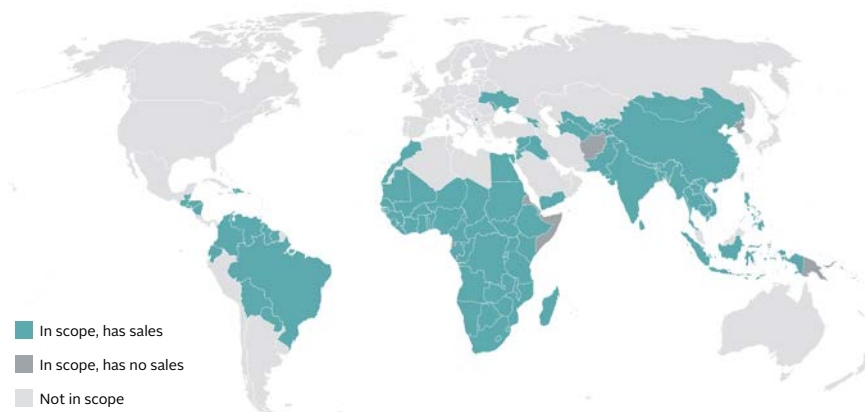 In scope, has sales
In scope, has no sales
Not in scope